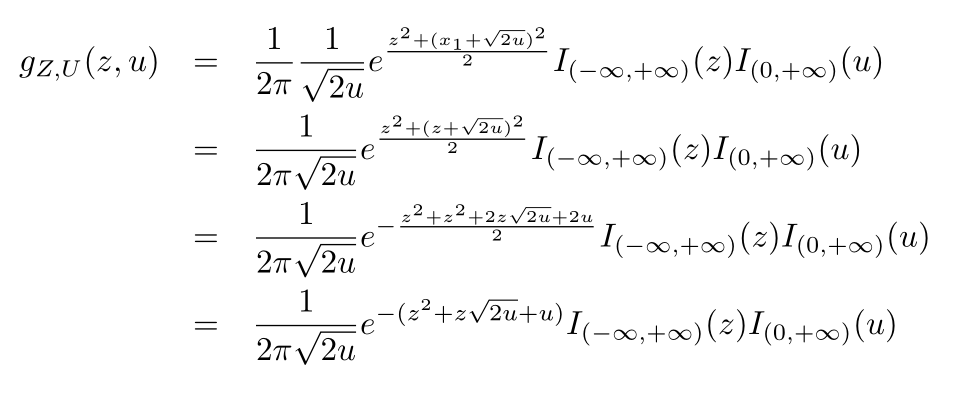 $g_{Z,U}(z,u) = \frac{1}{2\pi} \frac{1}{\sqrt{2u}} e^{\frac{z^2+(x_1+\sqrt{2u})^2}{2}} I_{(-\infty,+\infty)}(z) I_{(0,+\infty)}(u)$
$= \frac{1}{2\pi\sqrt{2u}} e^{\frac{z^2+(z+\sqrt{2u})^2}{2}} I_{(-\infty,+\infty)}(z) I_{(0,+\infty)}(u)$
$= \frac{1}{2\pi\sqrt{2u}} e^{-\frac{z^2+z^2+2z\sqrt{2u}+2u}{2}} I_{(-\infty,+\infty)}(z) I_{(0,+\infty)}(u)$
$= \frac{1}{2\pi\sqrt{2u}} e^{-(z^2+z\sqrt{2u}+u)} I_{(-\infty,+\infty)}(z) I_{(0,+\infty)}(u)$